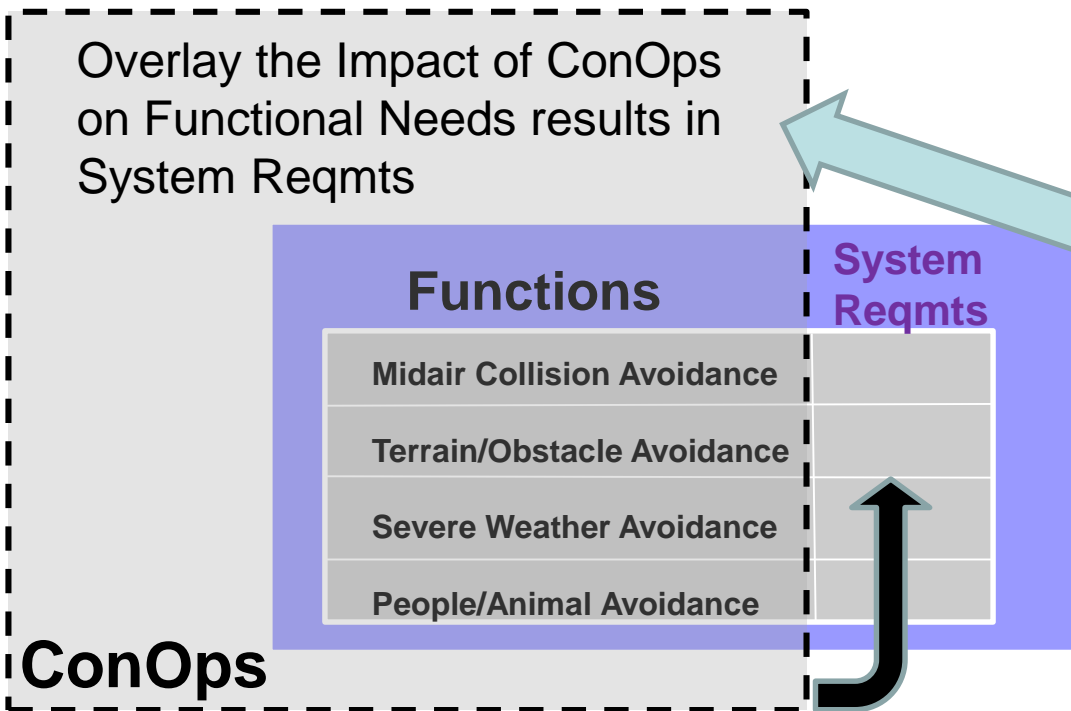 Overlay the Impact of ConOps
on Functional Needs results in
System Reqmts
Functions
System
Reqmts
Midair Collision Avoidance
Terrain/Obstacle Avoidance
Severe Weather Avoidance
People/Animal Avoidance
ConOps